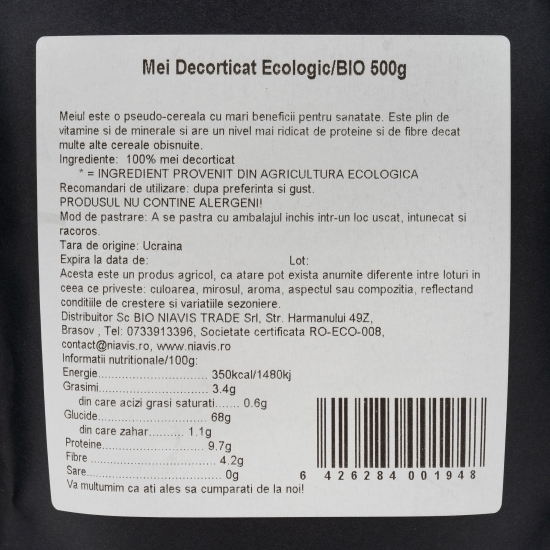 Mei Decorticat Ecologic/BIO 500g
Meiul este o pseudo-cereala cu mari beneficii pentru sanatate. Este plin de
vitamine si de minerale si are un nivel mai ridicat de proteine si de fibre decat
multe alte cereale obisnuite.
Ingrediente: 100% mei decorticat
* = INGREDIENT PROVENIT DIN AGRICULTURA ECOLOGICA
Recomandari de utilizare: dupa preferinta si gust.
PRODUSUL NU CONTINE ALERGENI!
Mod de pastrare: A se pastra cu ambalajul inchis intr-un loc uscat, intunecat si
racoros.
Tara de origine: Ucraina
Expira la data de: Lot:
Acesta este un produs agricol, ca atare pot exista anumite diferente intre loturi in
ceea ce priveste: culoarea, mirosul, aroma, aspectul sau compozitia, reflectand
conditiile de crestere si variatiile sezoniere.
Distribuitor Sc BIO NIAVIS TRADE Srl, Str. Harmanului 49Z,
Brasov , Tel: 0733913396, Societate certificata RO-ECO-008,
contact@niavis.ro, www.niavis.ro
Informatii nutritionale/100g:
Energie............................ 350kcal/1480kj
Grasimi............................ 3.4g
din care acizi grasi saturati....... 0.6g
Glucide............................ 68g
din care zahar........... 1.1g
Proteine........................... 9.7g
Fibre .............................. 4.2g
Sare................................ 0g
Va multumim ca ati ales sa cumparati de la noi!
6 426284 001948